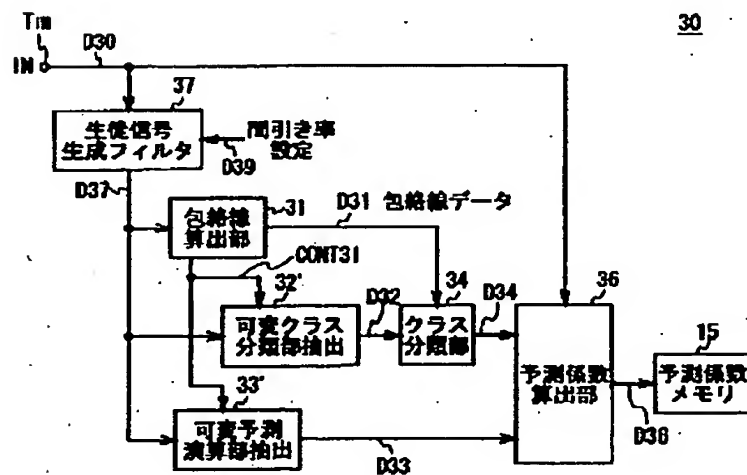 Tm
D30
30
IN
37
生徒信号
生成フィルタ
間引き率
設定
D39
D37
31
包絡線
算出部
D31 包絡線データ
CONT31
32'
可変クラス
分類部抽出
D32
34
クラス
分類部
D34
36
予測係数
算出部
15
予測係数
メモリ
D36
33'
可変予測
演算部抽出
D33